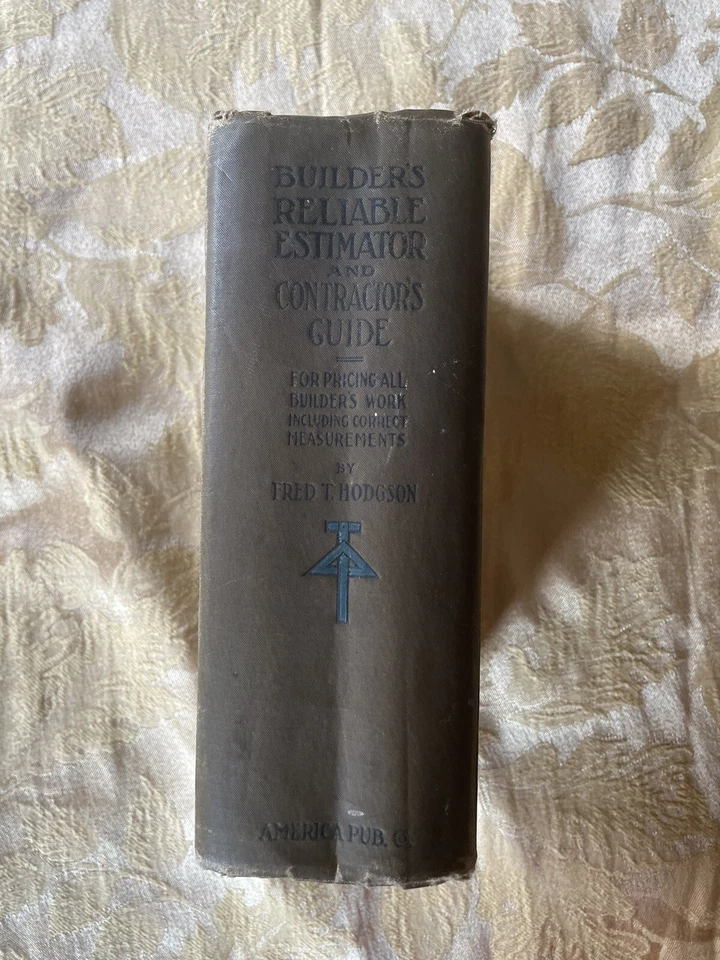 BUILDER'S
RELIABLE
ESTIMATOR
AND
CONTRACTOR'S
GUIDE
FOR PRICING ALL
BUILDER'S WORK
INCLUDING CORRECT
MEASUREMENTS
BY
FRED T. HODGSON
AMERICA PUB. CO.